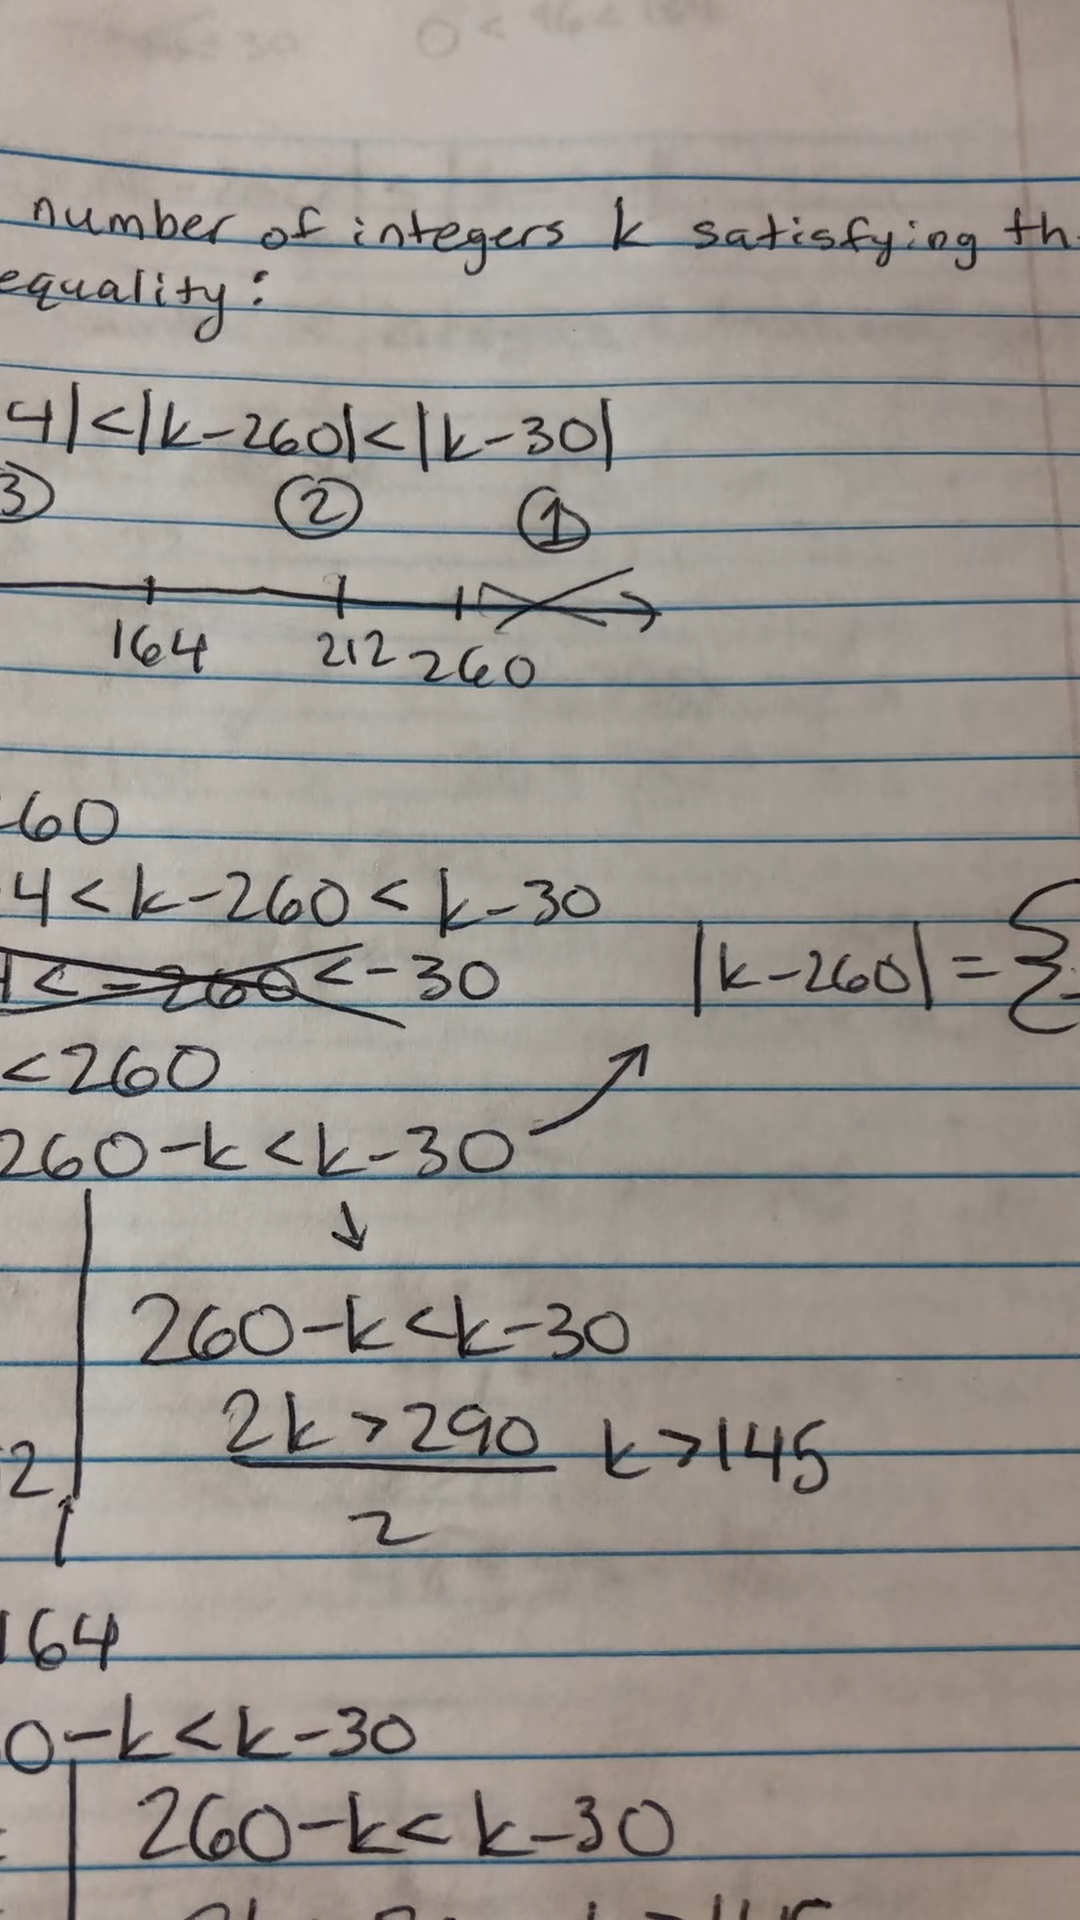 number of integers k satisfying th
equality:
4|<|k-260|<|k-30|
3 2 1
164 212 260
60
4<k-260<k-30
<-260<-30
|k-260|={
<260
260-k<k-30
↓
260-k<k-30
2k>290 k>145
2
2
164
0-k<k-30
260-k<k-30